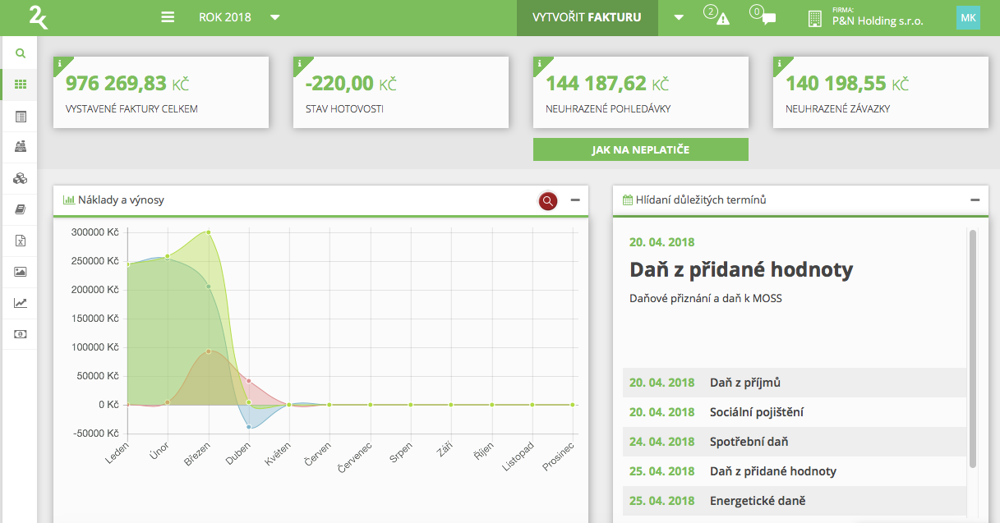 2k
ROK 2018
VYTVOŘIT FAKTURU
2
0
FIRMA:
P&N Holding s.r.o.
MK
976 269,83 KČ
VYSTAVENÉ FAKTURY CELKEM
-220,00 KČ
STAV HOTOVOSTI
144 187,62 KČ
NEUHRAZENÉ POHLEDÁVKY
140 198,55 KČ
NEUHRAZENÉ ZÁVAZKY
JAK NA NEPLATIČE
Náklady a výnosy
300000 Kč
250000 Kč
200000 Kč
150000 Kč
100000 Kč
50000 Kč
0 Kč
-50000 Kč
Leden
Únor
Březen
Duben
Květen
Červen
Červenec
Srpen
Září
Říjen
Listopad
Prosinec
Hlídaní důležitých termínů
20. 04. 2018
Daň z přidané hodnoty
Daňové přiznání a daň k MOSS
20. 04. 2018 Daň z příjmů
20. 04. 2018 Sociální pojištění
24. 04. 2018 Spotřební daň
25. 04. 2018 Daň z přidané hodnoty
25. 04. 2018 Energetické daně